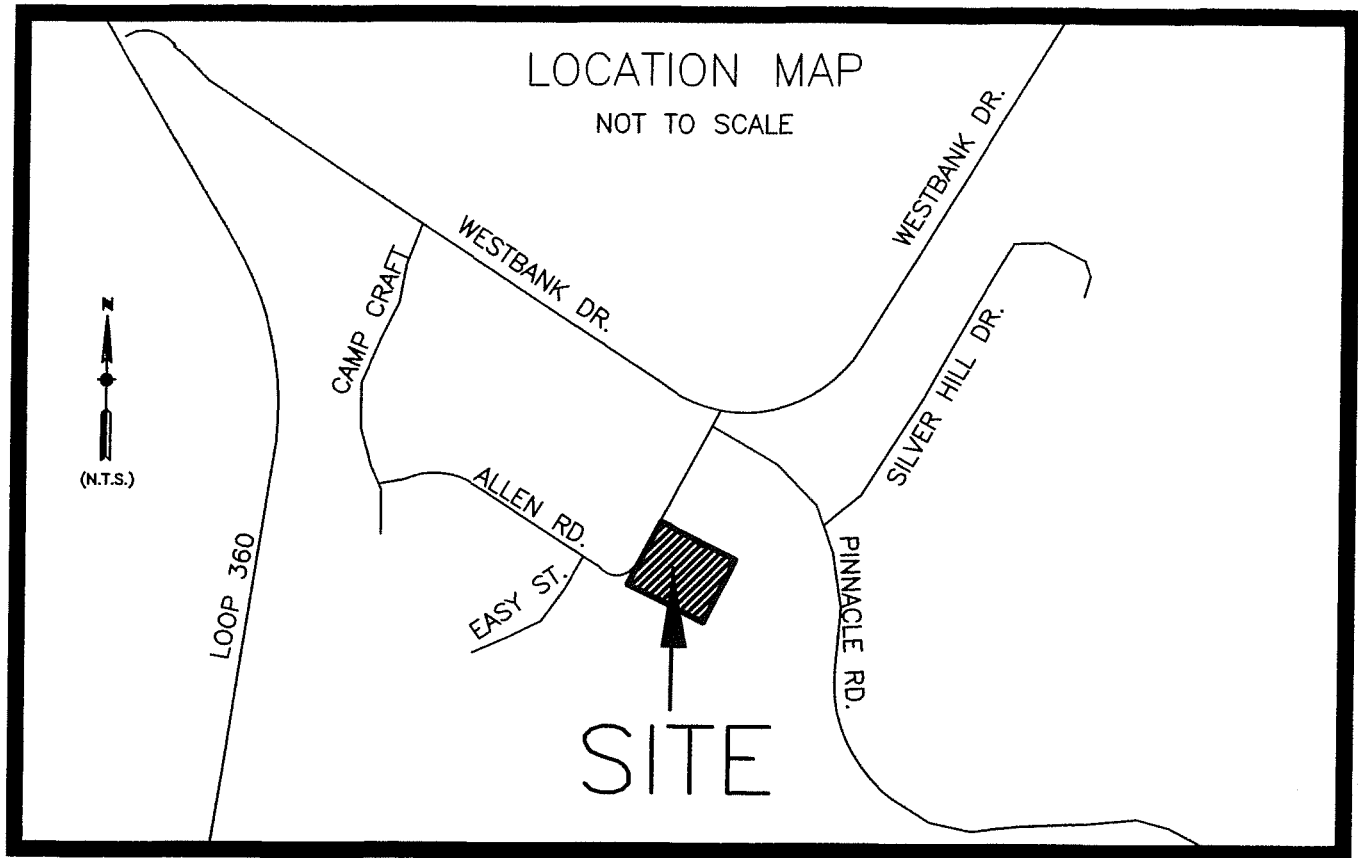 LOCATION MAP
NOT TO SCALE
WESTBANK DR.
WESTBANK DR.
CAMP CRAFT
SILVER HILL DR.
N
(N.T.S.)
ALLEN RD.
EASY ST.
LOOP 360
PINNACLE RD.
SITE